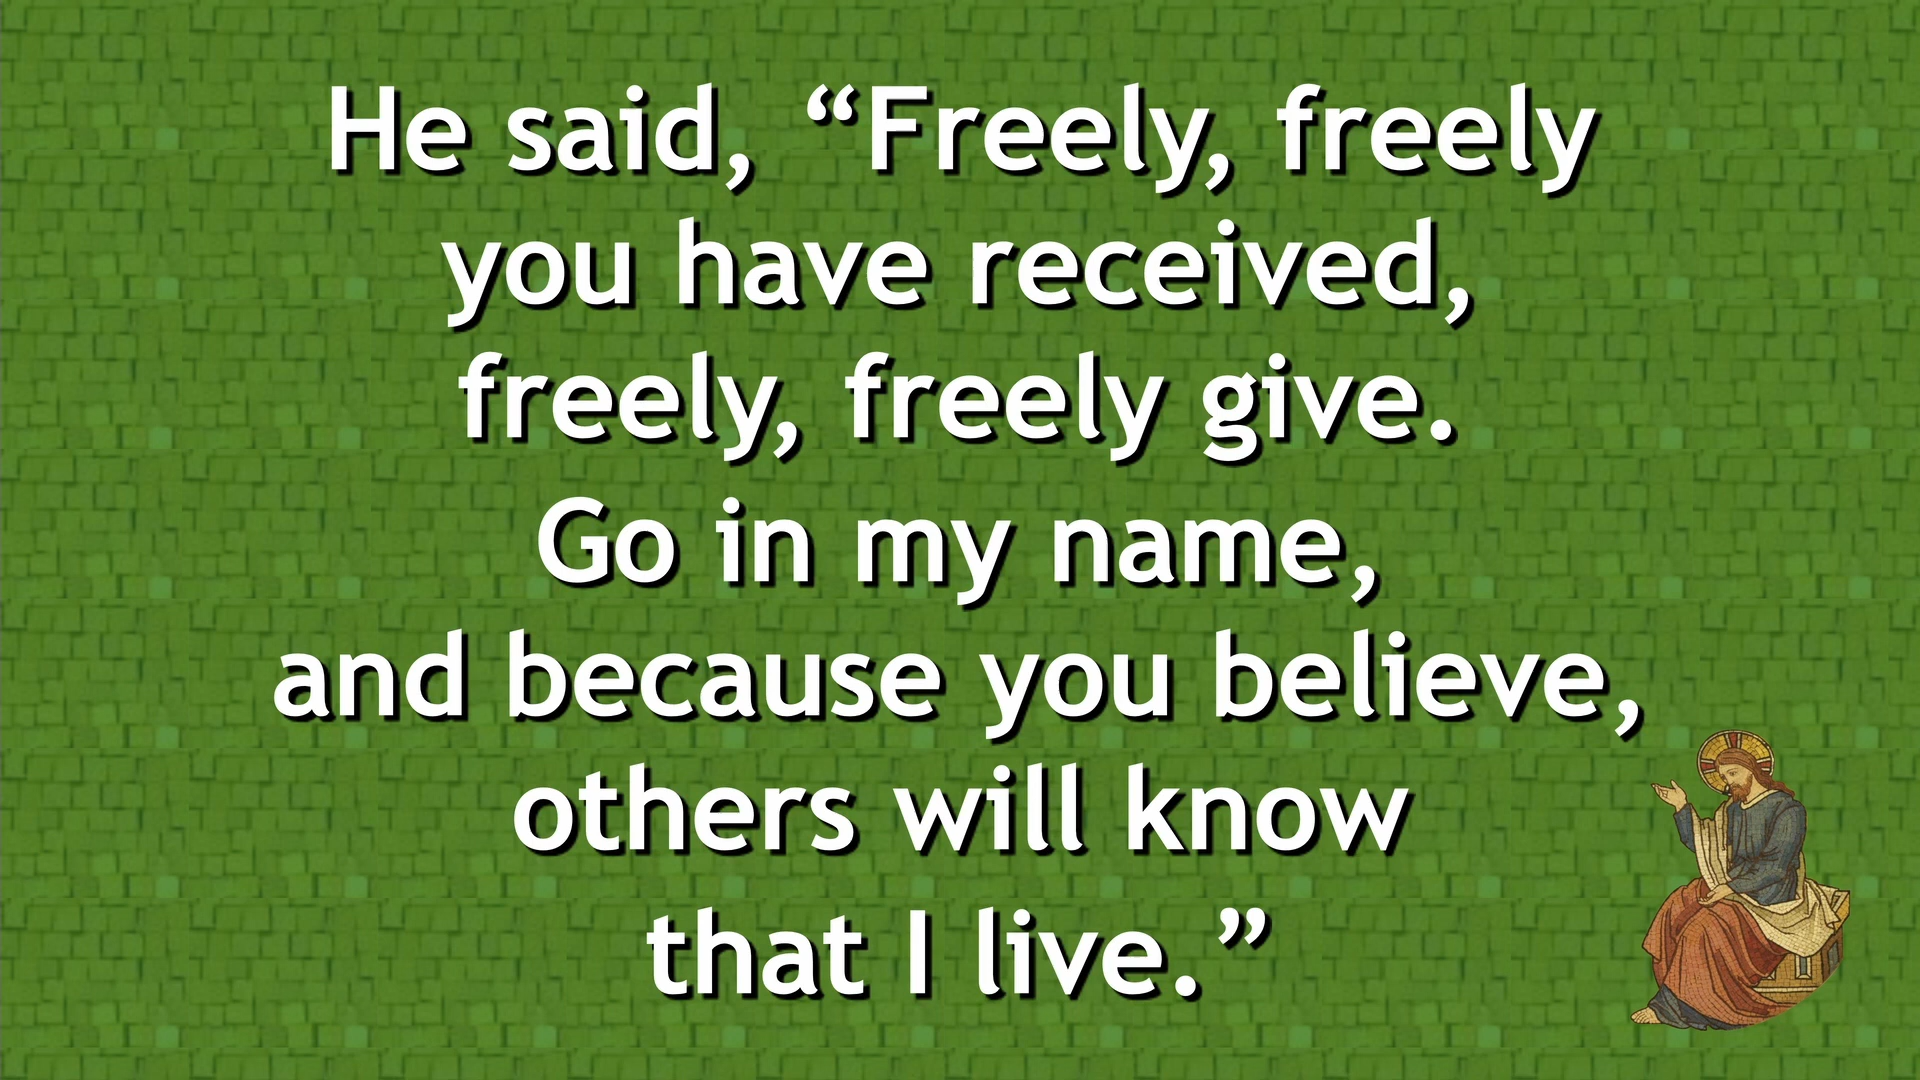 He said, “Freely, freely
you have received,
freely, freely give.
Go in my name,
and because you believe,
others will know
that I live.”